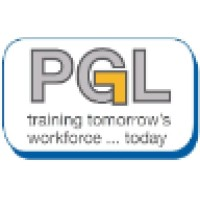 PGL
training tomorrow's
workforce ... today